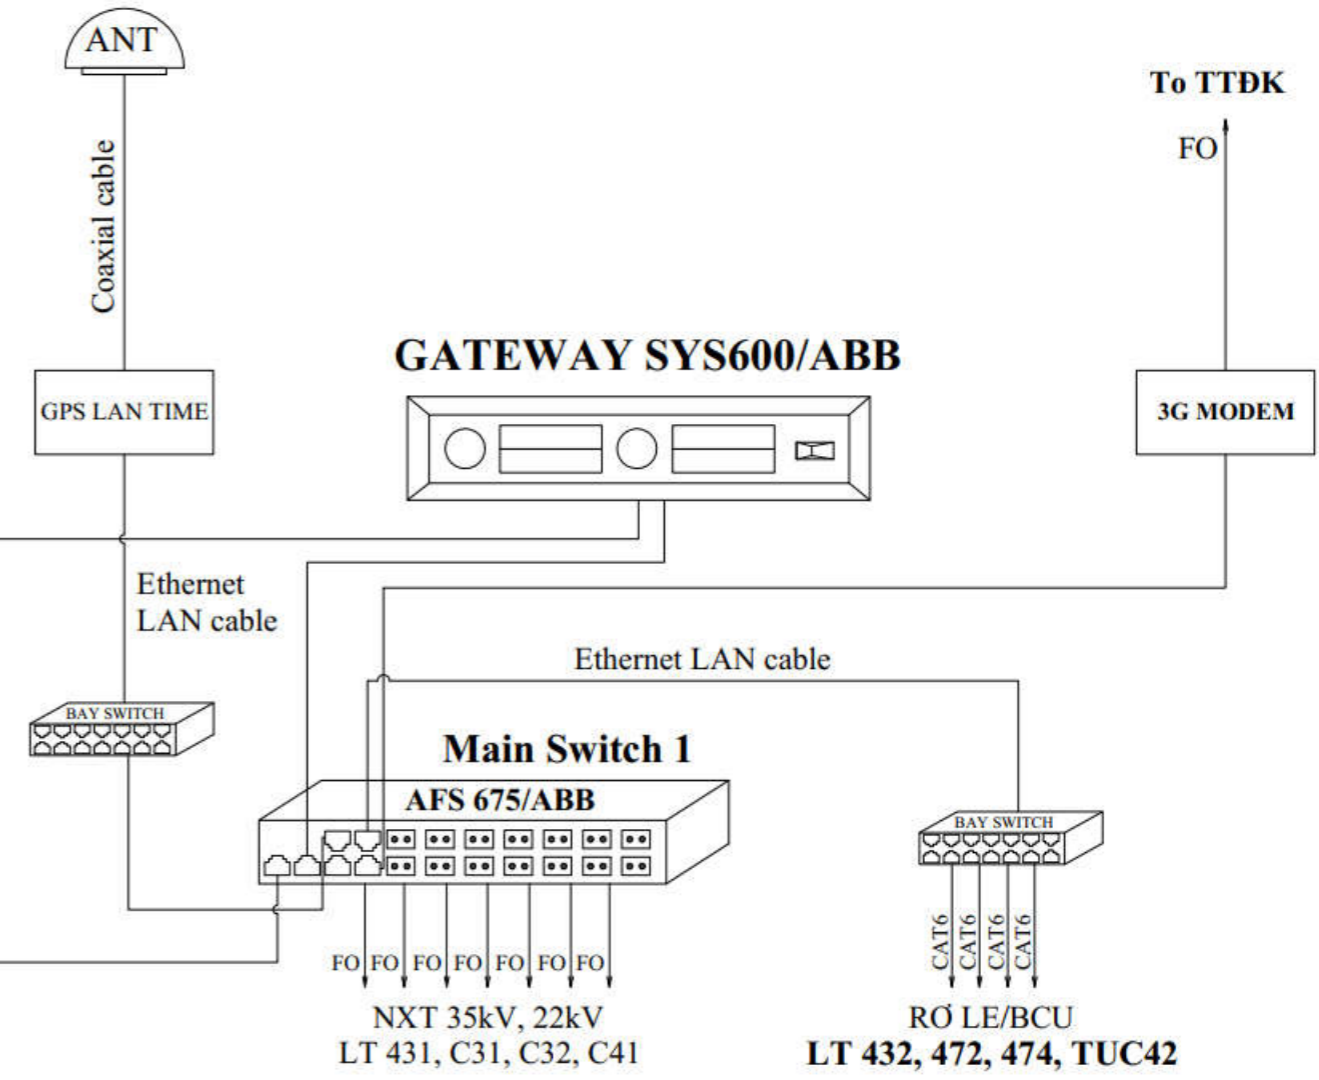 ANT
To TTĐK
FO
Coaxial cable
GATEWAY SYS600/ABB
GPS LAN TIME
3G MODEM
Ethernet
LAN cable
Ethernet LAN cable
BAY SWITCH
Main Switch 1
AFS 675/ABB
BAY SWITCH
CAT6 CAT6 CAT6 CAT6
FO FO FO FO FO FO FO
NXT 35kV, 22kV
LT 431, C31, C32, C41
RƠ LE/BCU
LT 432, 472, 474, TUC42